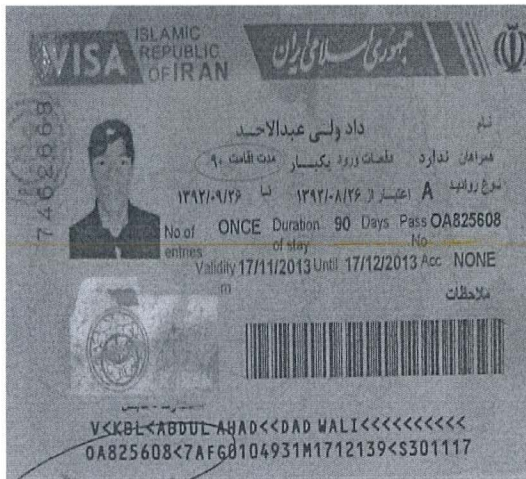 VISA
ISLAMIC
REPUBLIC
OF IRAN
جمهوری اسلامی ایران
7462668
نام
داد ولی عبدالاحد
همراهان ندارد دفعات ورود یکبار مدت اقامت ۹۰
نوع روادید A اعتبار از ۱۳۹۲/۰۸/۲۶ تا ۱۳۹۲/۰۹/۲۶
No of entries ONCE Duration of stay 90 Days Pass No OA825608
Validity 17/11/2013 Until 17/12/2013 Acc NONE
m
ملاحظات
V<KBL<ABDUL AHAD<<DAD WALI<<<<<<<<<<
OA825608<7AFG0104931M1712139<S301117